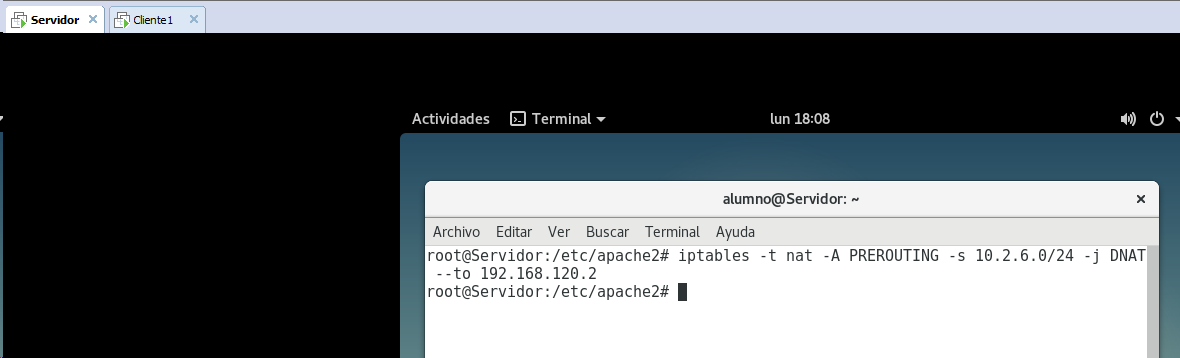 Servidor
Cliente1
Actividades
Terminal
lun 18:08
alumno@Servidor: ~
Archivo Editar Ver Buscar Terminal Ayuda
root@Servidor:/etc/apache2# iptables -t nat -A PREROUTING -s 10.2.6.0/24 -j DNAT
--to 192.168.120.2
root@Servidor:/etc/apache2#